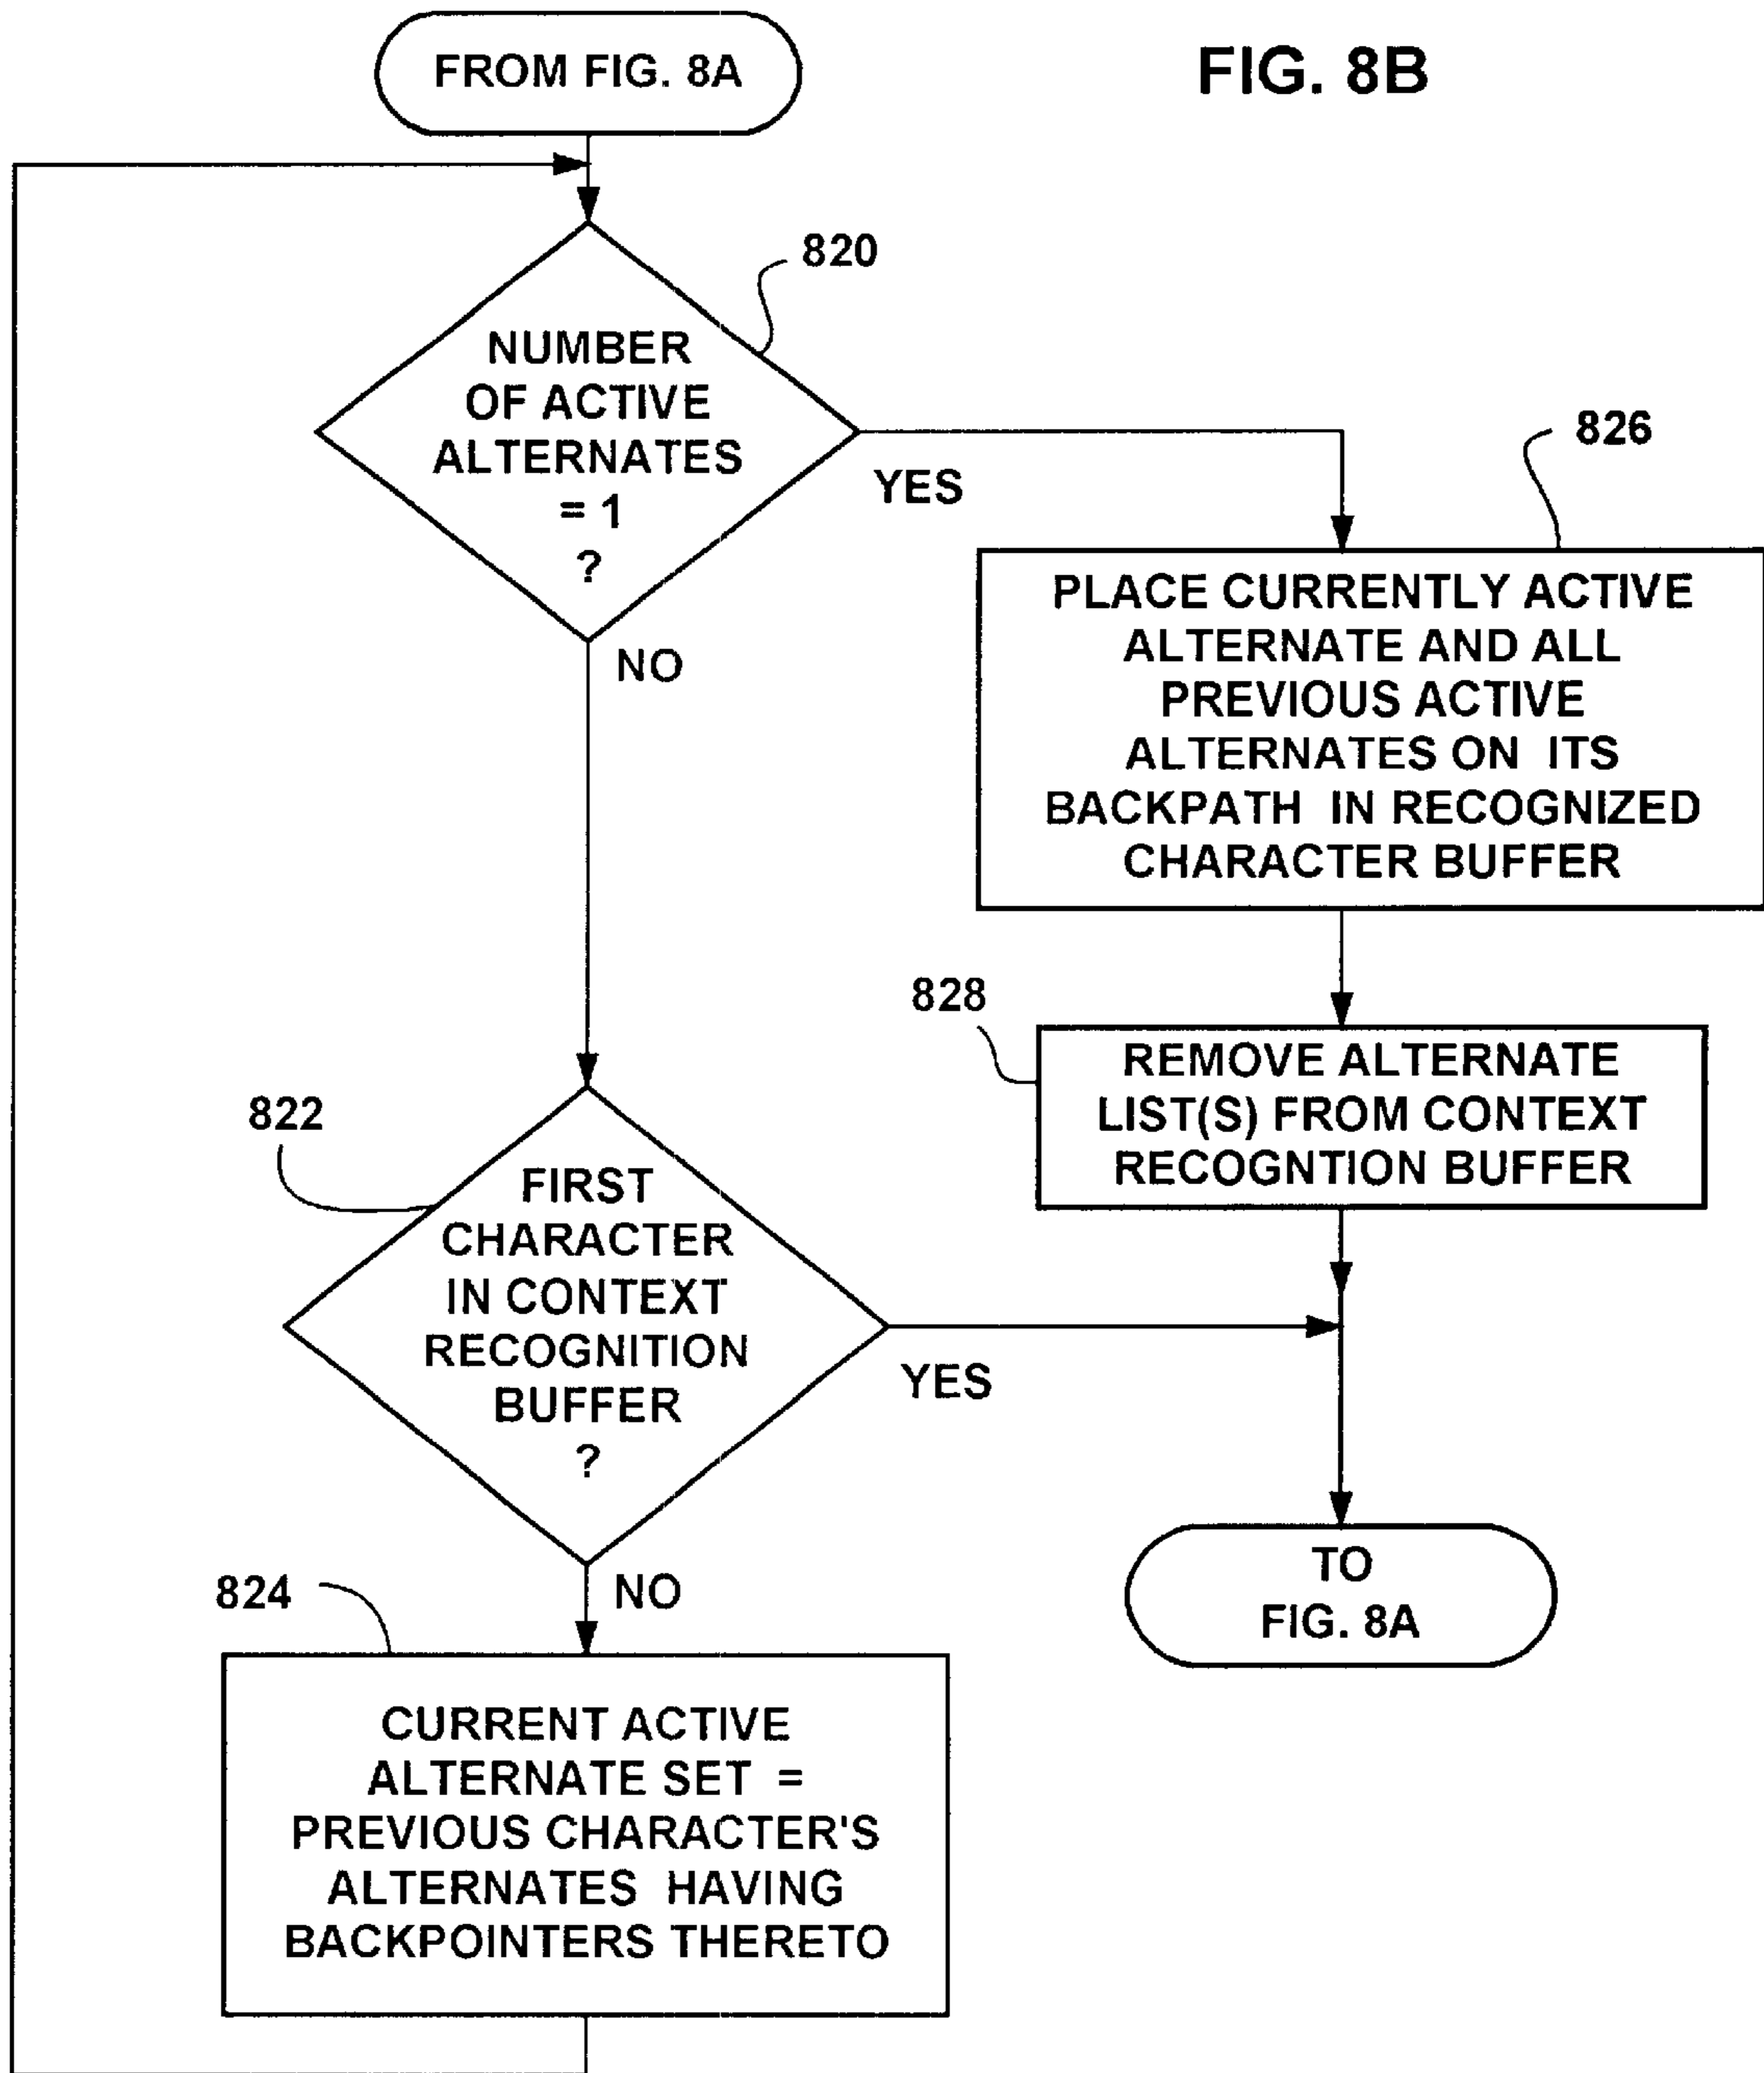 FROM FIG. 8A
FIG. 8B
820
NUMBER
OF ACTIVE
ALTERNATES
= 1
?
YES
NO
826
PLACE CURRENTLY ACTIVE
ALTERNATE AND ALL
PREVIOUS ACTIVE
ALTERNATES ON ITS
BACKPATH IN RECOGNIZED
CHARACTER BUFFER
828
REMOVE ALTERNATE
LIST(S) FROM CONTEXT
RECOGNTION BUFFER
822
FIRST
CHARACTER
IN CONTEXT
RECOGNITION
BUFFER
?
YES
NO
TO
FIG. 8A
824
CURRENT ACTIVE
ALTERNATE SET =
PREVIOUS CHARACTER'S
ALTERNATES HAVING
BACKPOINTERS THERETO